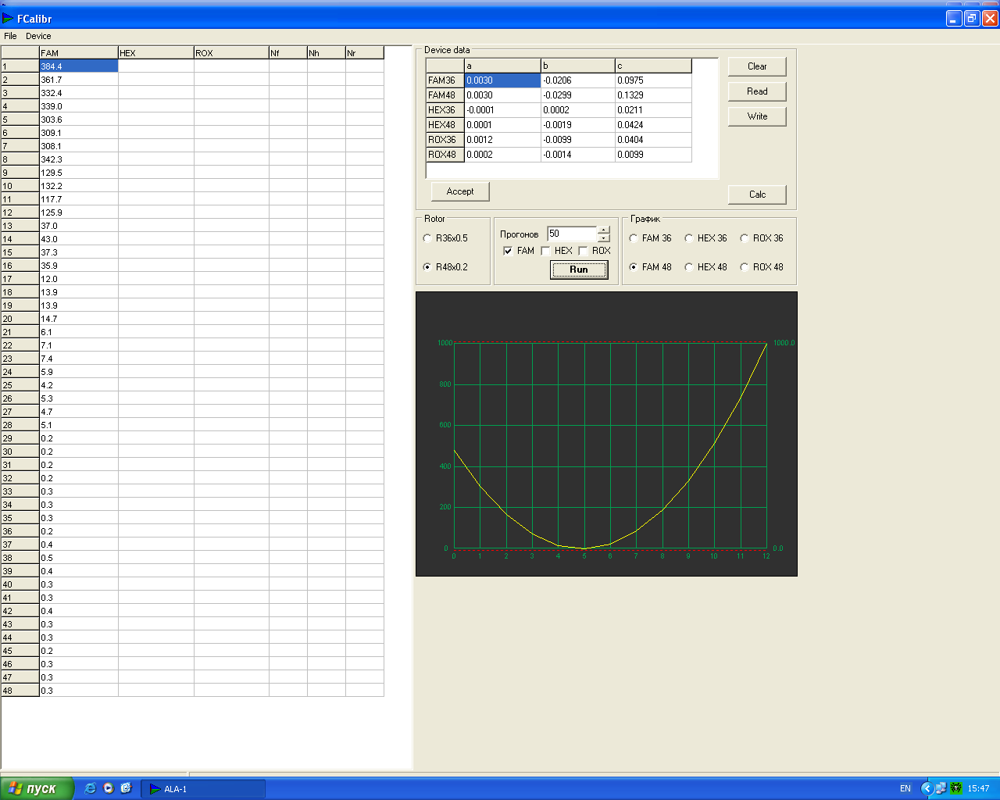 FCalibr
File Device
FAM HEX ROX Nf Nh Nr
1 384.4
2 361.7
3 332.4
4 339.0
5 303.6
6 309.1
7 308.1
8 342.3
9 129.5
10 132.2
11 117.7
12 125.9
13 37.0
14 43.0
15 37.3
16 35.9
17 12.0
18 13.9
19 13.9
20 14.7
21 6.1
22 7.1
23 7.4
24 5.9
25 4.2
26 5.3
27 4.7
28 5.1
29 0.2
30 0.2
31 0.2
32 0.2
33 0.3
34 0.3
35 0.3
36 0.2
37 0.4
38 0.5
39 0.4
40 0.3
41 0.3
42 0.4
43 0.3
44 0.3
45 0.2
46 0.3
47 0.3
48 0.3
Device data
a b c
FAM36 0.0030 -0.0206 0.0975
FAM48 0.0030 -0.0299 0.1329
HEX36 -0.0001 0.0002 0.0211
HEX48 0.0001 -0.0019 0.0424
ROX36 0.0012 -0.0099 0.0404
ROX48 0.0002 -0.0014 0.0099
Clear
Read
Write
Accept
Calc
Rotor
R36x0.5
R48x0.2
Прогонов 50
FAM HEX ROX
Run
График
FAM 36 HEX 36 ROX 36
FAM 48 HEX 48 ROX 48
1000 1000.0
800
600
400
200
0 0.0
0 1 2 3 4 5 6 7 8 9 10 11 12
пуск ALA-1 EN 15:47